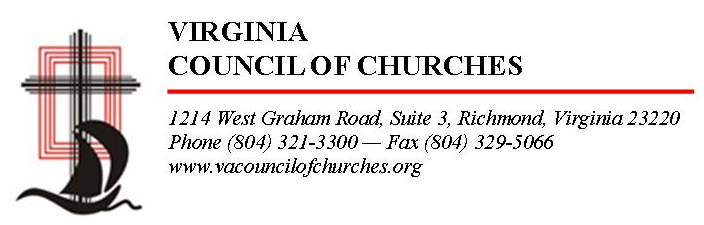 VIRGINIA
COUNCIL OF CHURCHES
1214 West Graham Road, Suite 3, Richmond, Virginia 23220
Phone (804) 321-3300 — Fax (804) 329-5066
www.vacouncilofchurches.org